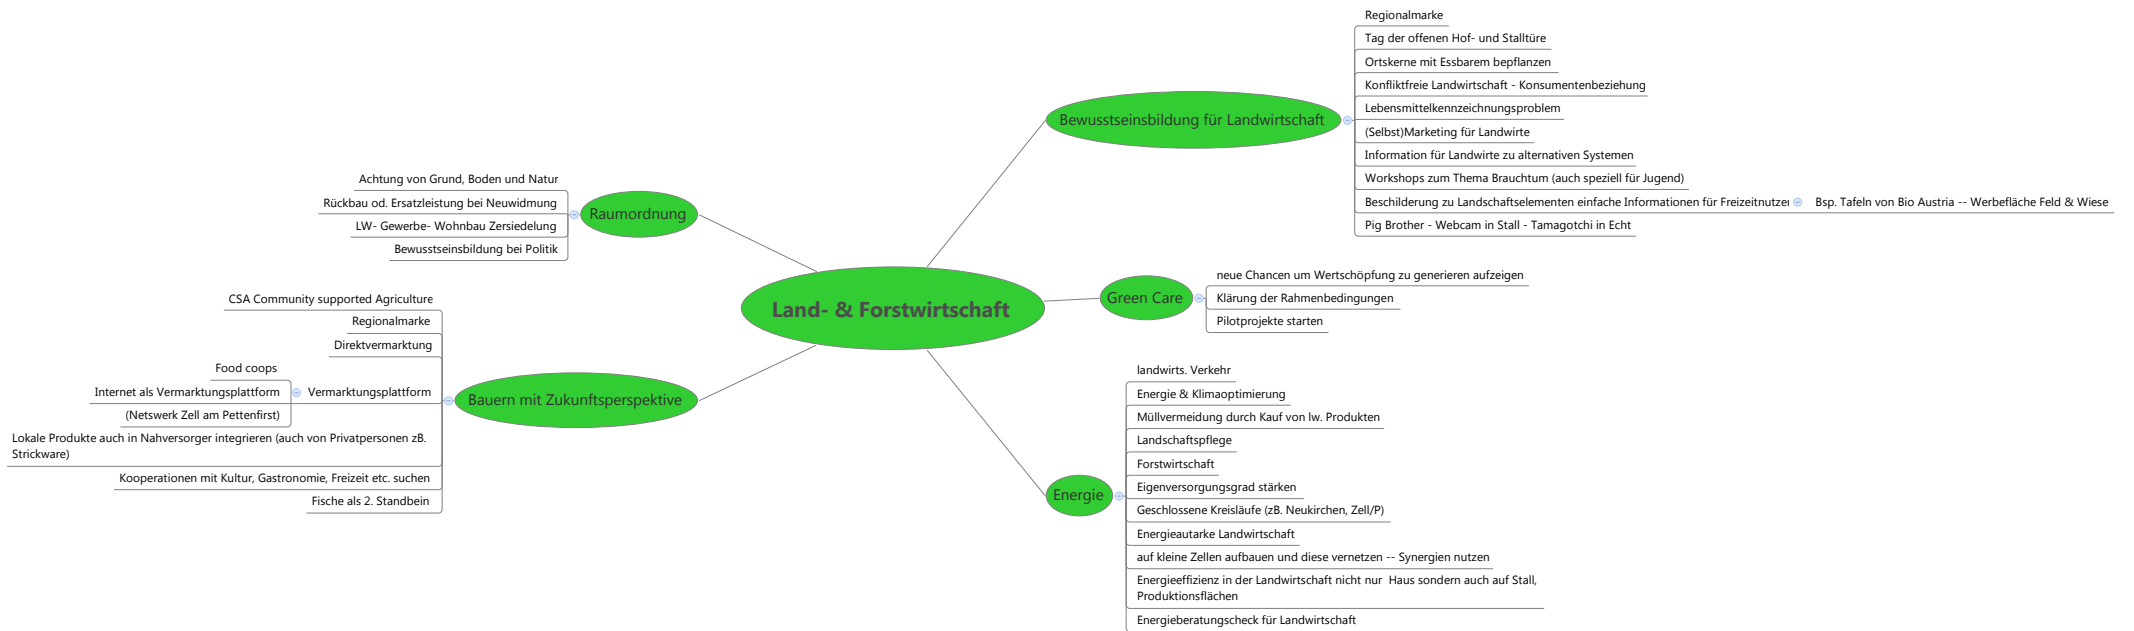 Land- & Forstwirtschaft
Bewusstseinsbildung für Landwirtschaft
Regionalmarke
Tag der offenen Hof- und Stalltüre
Ortskerne mit Essbarem bepflanzen
Konfliktfreie Landwirtschaft - Konsumentenbeziehung
Lebensmittelkennzeichnungsproblem
(Selbst)Marketing für Landwirte
Information für Landwirte zu alternativen Systemen
Workshops zum Thema Brauchtum (auch speziell für Jugend)
Beschilderung zu Landschaftselementen einfache Informationen für Freizeitnutzer
Bsp. Tafeln von Bio Austria -- Werbefläche Feld & Wiese
Pig Brother - Webcam in Stall - Tamagotchi in Echt
Green Care
neue Chancen um Wertschöpfung zu generieren aufzeigen
Klärung der Rahmenbedingungen
Pilotprojekte starten
Energie
landwirts. Verkehr
Energie & Klimaoptimierung
Müllvermeidung durch Kauf von lw. Produkten
Landschaftspflege
Forstwirtschaft
Eigenversorgungsgrad stärken
Geschlossene Kreisläufe (zB. Neukirchen, Zell/P)
Energieautarke Landwirtschaft
auf kleine Zellen aufbauen und diese vernetzen -- Synergien nutzen
Energieeffizienz in der Landwirtschaft nicht nur  Haus sondern auch auf Stall,
Produktionsflächen
Energieberatungscheck für Landwirtschaft
Raumordnung
Achtung von Grund, Boden und Natur
Rückbau od. Ersatzleistung bei Neuwidmung
LW- Gewerbe- Wohnbau Zersiedelung
Bewusstseinsbildung bei Politik
Bauern mit Zukunftsperspektive
CSA Community supported Agriculture
Regionalmarke
Direktvermarktung
Vermarktungsplattform
Food coops
Internet als Vermarktungsplattform
(Netswerk Zell am Pettenfirst)
Lokale Produkte auch in Nahversorger integrieren (auch von Privatpersonen zB.
Strickware)
Kooperationen mit Kultur, Gastronomie, Freizeit etc. suchen
Fische als 2. Standbein